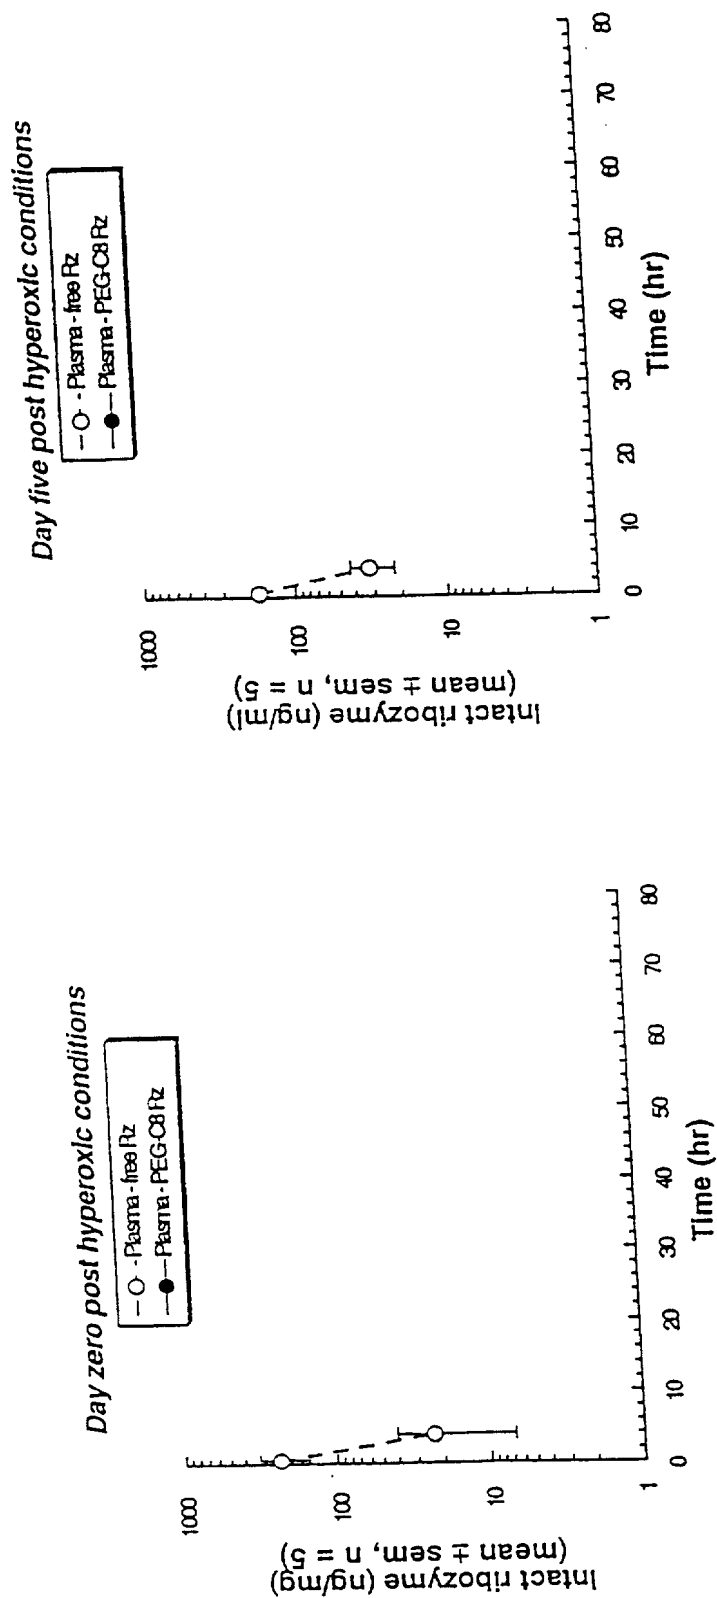 Day zero post hyperoxic conditions
- O - Plasma - free Rz
—●— Plasma - PEG-C8 Rz
Intact ribozyme (ng/mg)
(mean ± sem, n = 5)
1000
100
10
1
0
10
20
30
40
50
60
70
80
Time (hr)
Day five post hyperoxic conditions
- O - Plasma - free Rz
—●— Plasma - PEG-C8 Rz
Intact ribozyme (ng/ml)
(mean ± sem, n = 5)
1000
100
10
1
0
10
20
30
40
50
60
70
80
Time (hr)